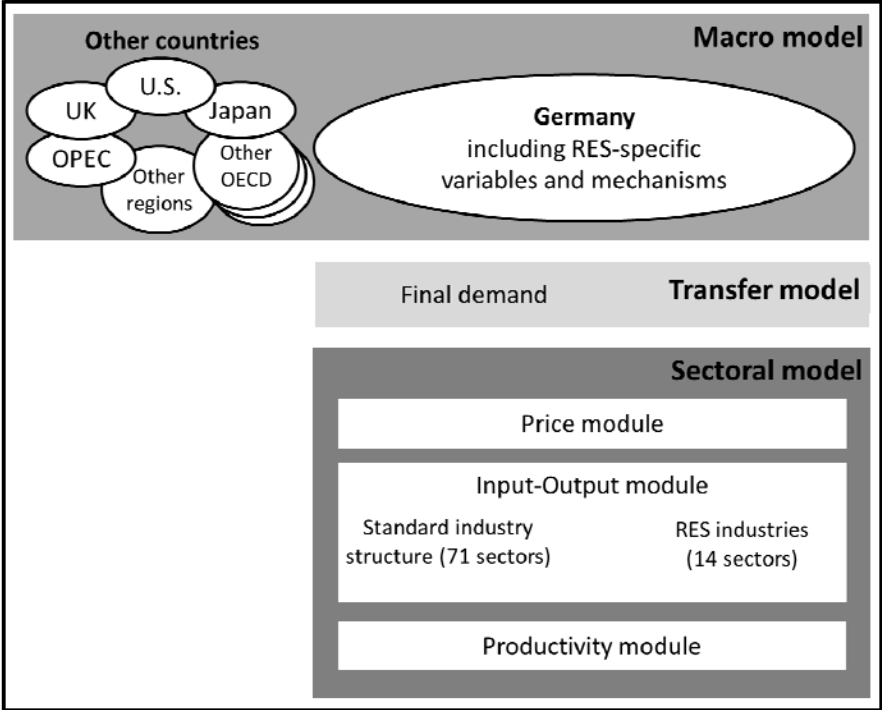 Other countries
Macro model
U.S.
UK
Japan
OPEC
Other
OECD
Other
regions
Germany
including RES-specific
variables and mechanisms
Final demand
Transfer model
Sectoral model
Price module
Input-Output module
Standard industry
structure (71 sectors)
RES industries
(14 sectors)
Productivity module